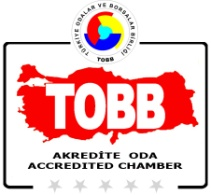 TÜRKİYE ODALAR VE BORSALAR BİRLİĞİ
TOBB
TOBB
AKREDİTE ODA
ACCREDITED CHAMBER